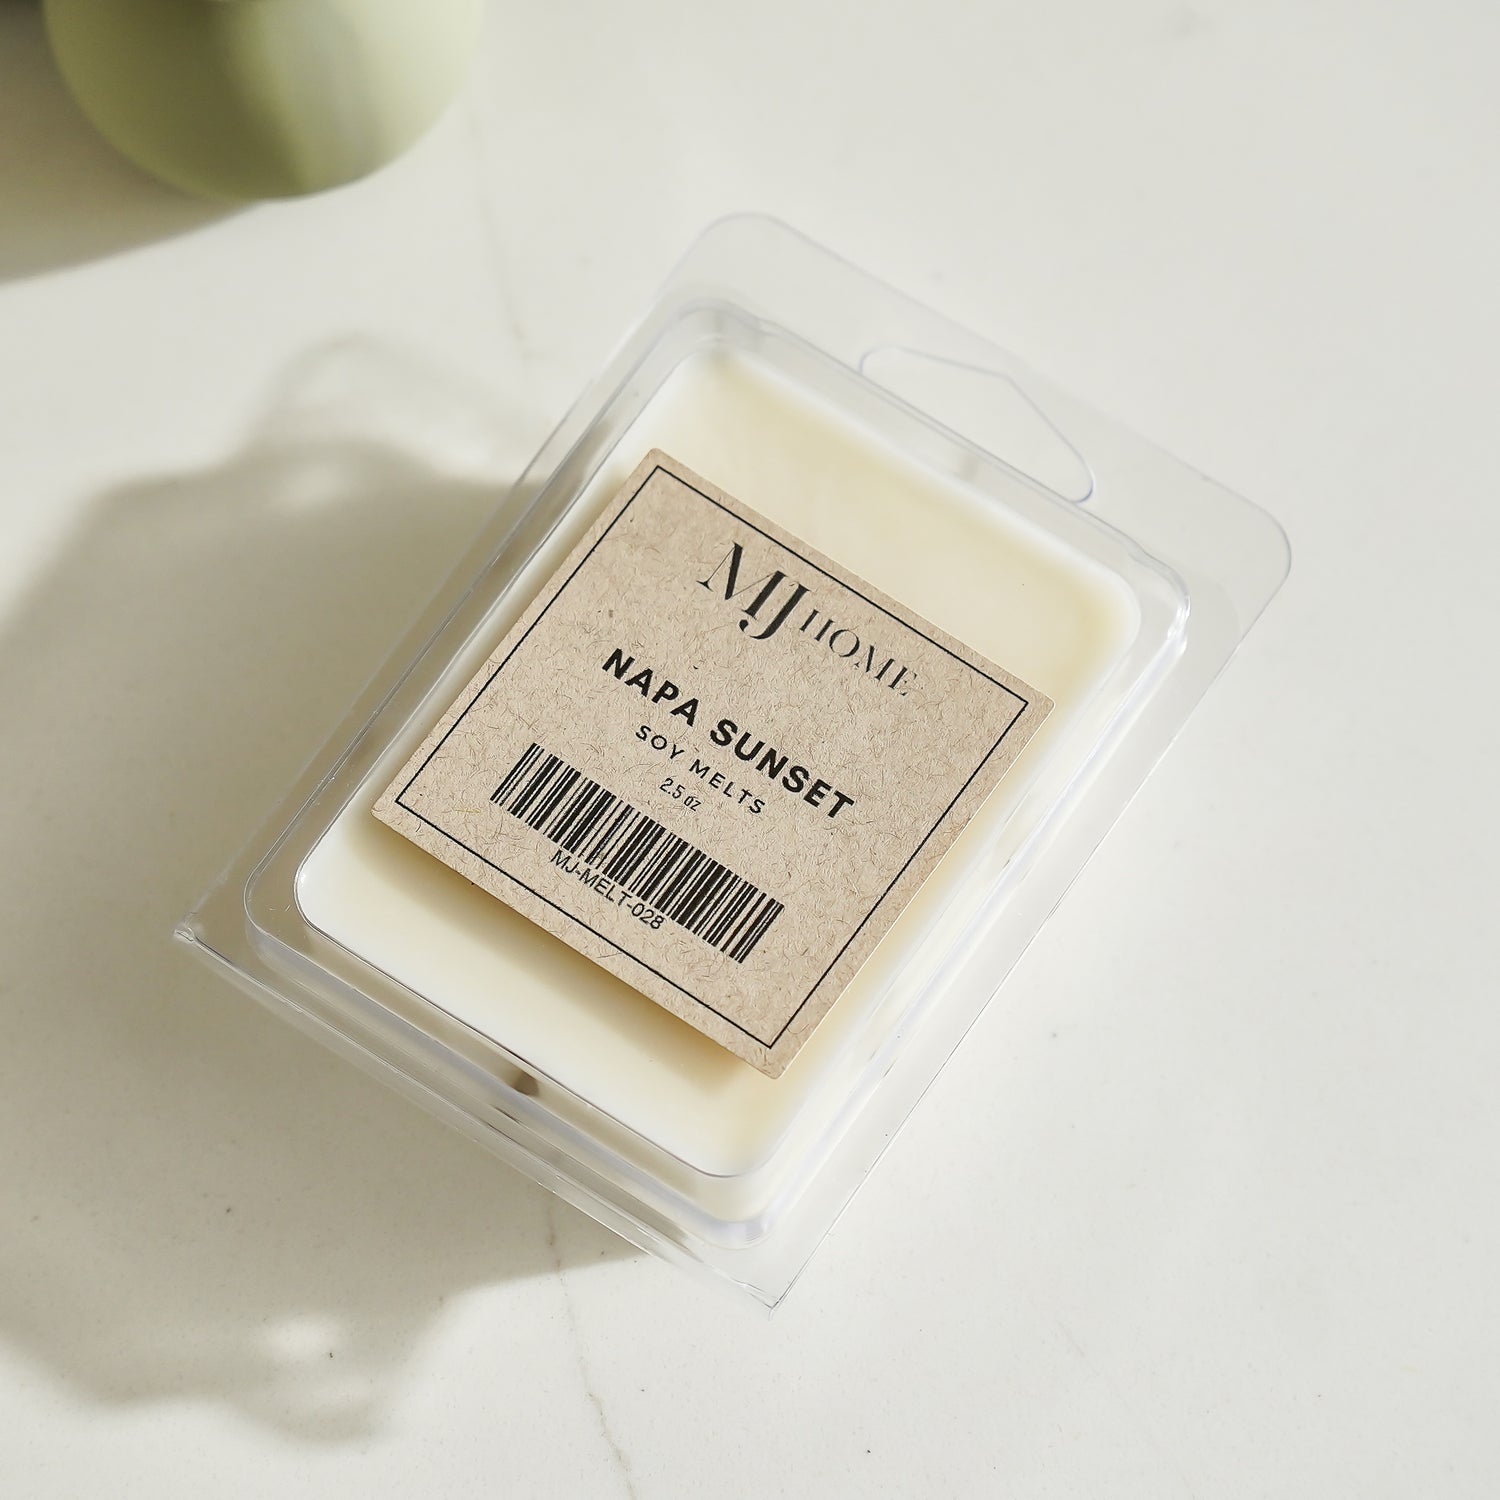 MJ HOME
NAPA SUNSET
SOY MELTS
2.5 oz
MJ-MELT-028